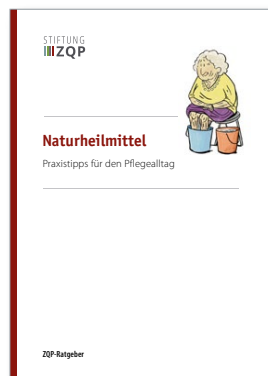 STIFTUNG
ZQP
Naturheilmittel
Praxistipps für den Pflegealltag
ZQP-Ratgeber